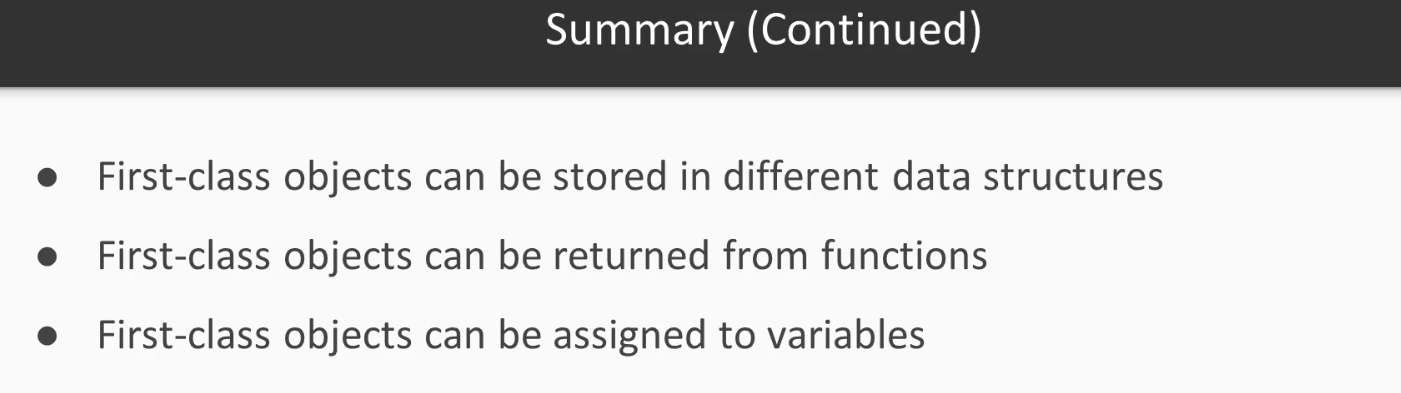 Summary (Continued)
● First-class objects can be stored in different data structures
● First-class objects can be returned from functions
● First-class objects can be assigned to variables